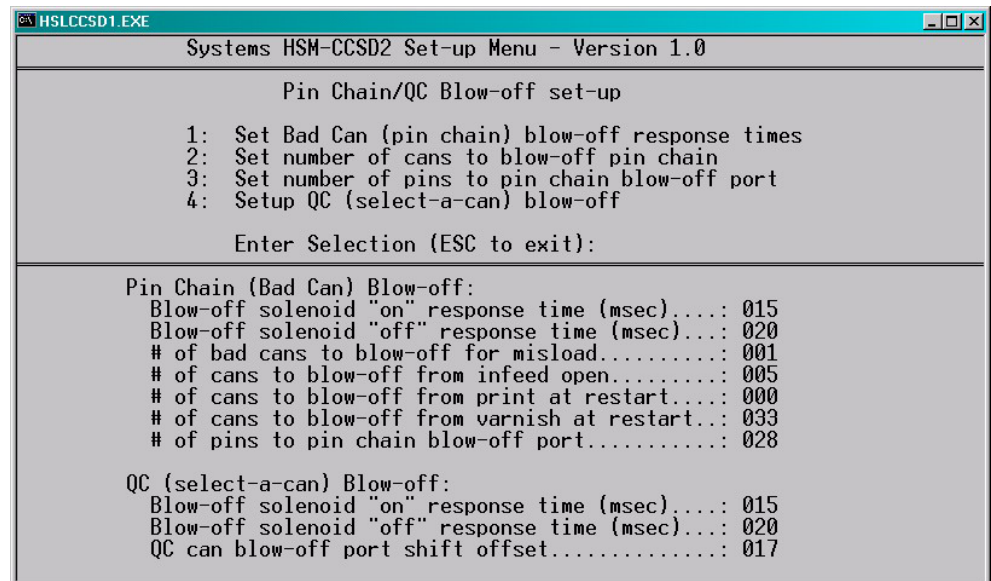 HSLCCSD1.EXE
Systems HSM-CCSD2 Set-up Menu - Version 1.0
Pin Chain/QC Blow-off set-up
1: Set Bad Can (pin chain) blow-off response times
2: Set number of cans to blow-off pin chain
3: Set number of pins to pin chain blow-off port
4: Setup QC (select-a-can) blow-off
Enter Selection (ESC to exit):
Pin Chain (Bad Can) Blow-off:
Blow-off solenoid "on" response time (msec)....: 015
Blow-off solenoid "off" response time (msec)...: 020
# of bad cans to blow-off for misload..........: 001
# of cans to blow-off from infeed open.........: 005
# of cans to blow-off from print at restart....: 000
# of cans to blow-off from varnish at restart..: 033
# of pins to pin chain blow-off port...........: 028
QC (select-a-can) Blow-off:
Blow-off solenoid "on" response time (msec)....: 015
Blow-off solenoid "off" response time (msec)...: 020
QC can blow-off port shift offset..............: 017